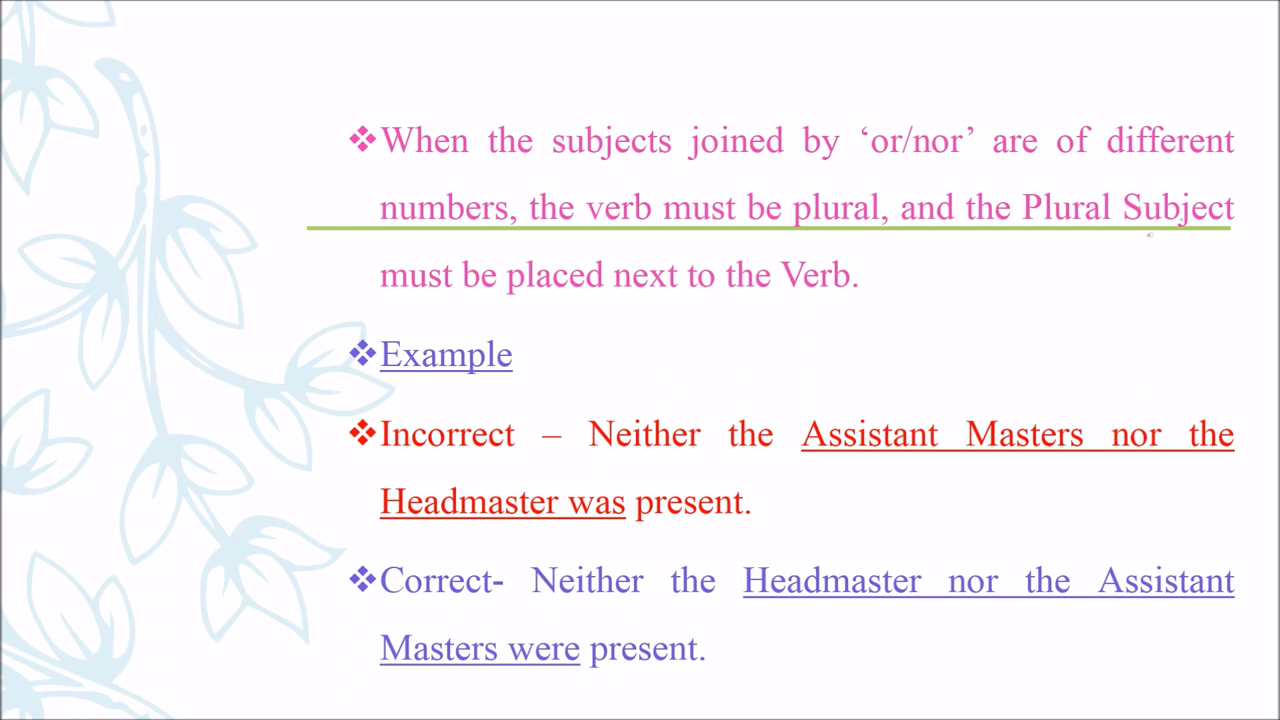 ❖When the subjects joined by ‘or/nor’ are of different
numbers, the verb must be plural, and the Plural Subject
must be placed next to the Verb.
❖Example
❖Incorrect – Neither the Assistant Masters nor the
Headmaster was present.
❖Correct- Neither the Headmaster nor the Assistant
Masters were present.